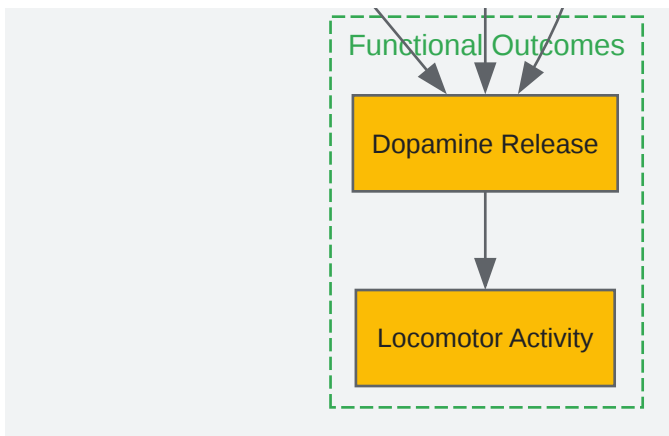 Functional Outcomes
Dopamine Release
Locomotor Activity